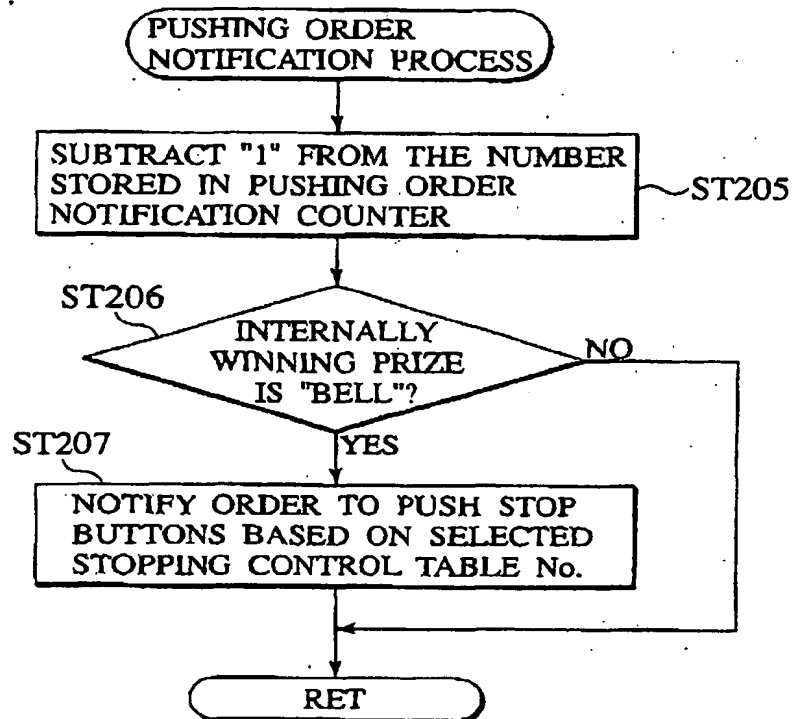 PUSHING ORDER
NOTIFICATION PROCESS
SUBTRACT "1" FROM THE NUMBER
STORED IN PUSHING ORDER
NOTIFICATION COUNTER
ST205
ST206
INTERNALLY
WINNING PRIZE
IS "BELL"?
NO
YES
ST207
NOTIFY ORDER TO PUSH STOP
BUTTONS BASED ON SELECTED
STOPPING CONTROL TABLE No.
RET